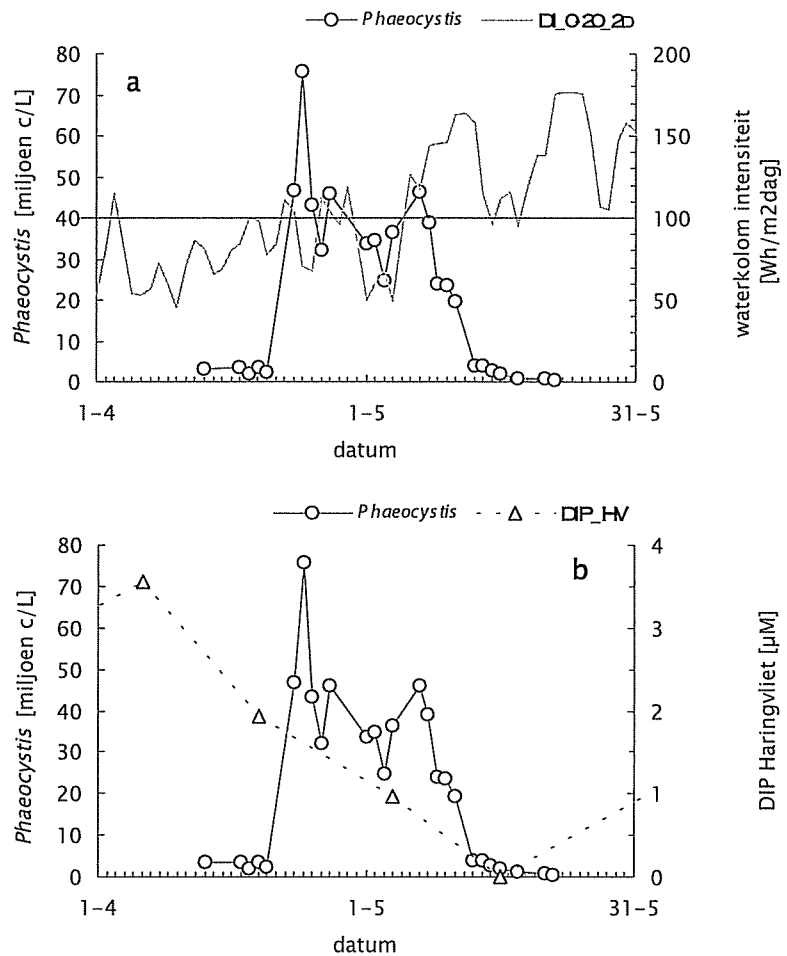 Phaeocystis DI_0-20_2D
a
Phaeocystis [miljoen c/L]
80
70
60
50
40
30
20
10
0
200
150
100
50
0
waterkolom intensiteit
[Wh/m2dag]
1-4 1-5 31-5
datum
Phaeocystis DIP_HV
b
Phaeocystis [miljoen c/L]
80
70
60
50
40
30
20
10
0
4
3
2
1
0
DIP Haringvliet [µM]
1-4 1-5 31-5
datum